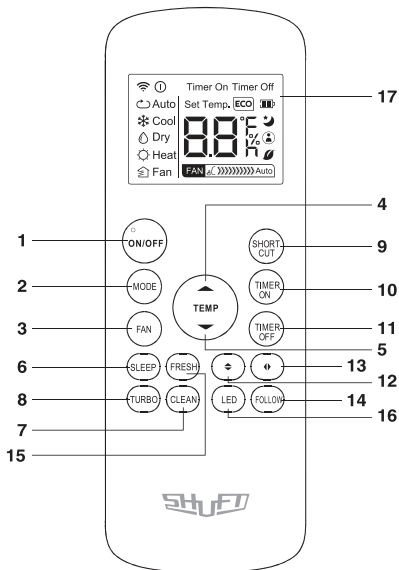 Timer On Timer Off
17
Auto Set Temp. ECO
Cool 8.8 °F
Dry %
Heat h
Fan FAN Auto
4
1 ON/OFF SHORT CUT 9
2 MODE TEMP TIMER ON 10
3 FAN TIMER OFF 11
5
6 SLEEP FRESH 13
12
8 TURBO CLEAN LED FOLLOW 14
7 16
15
SHUFT